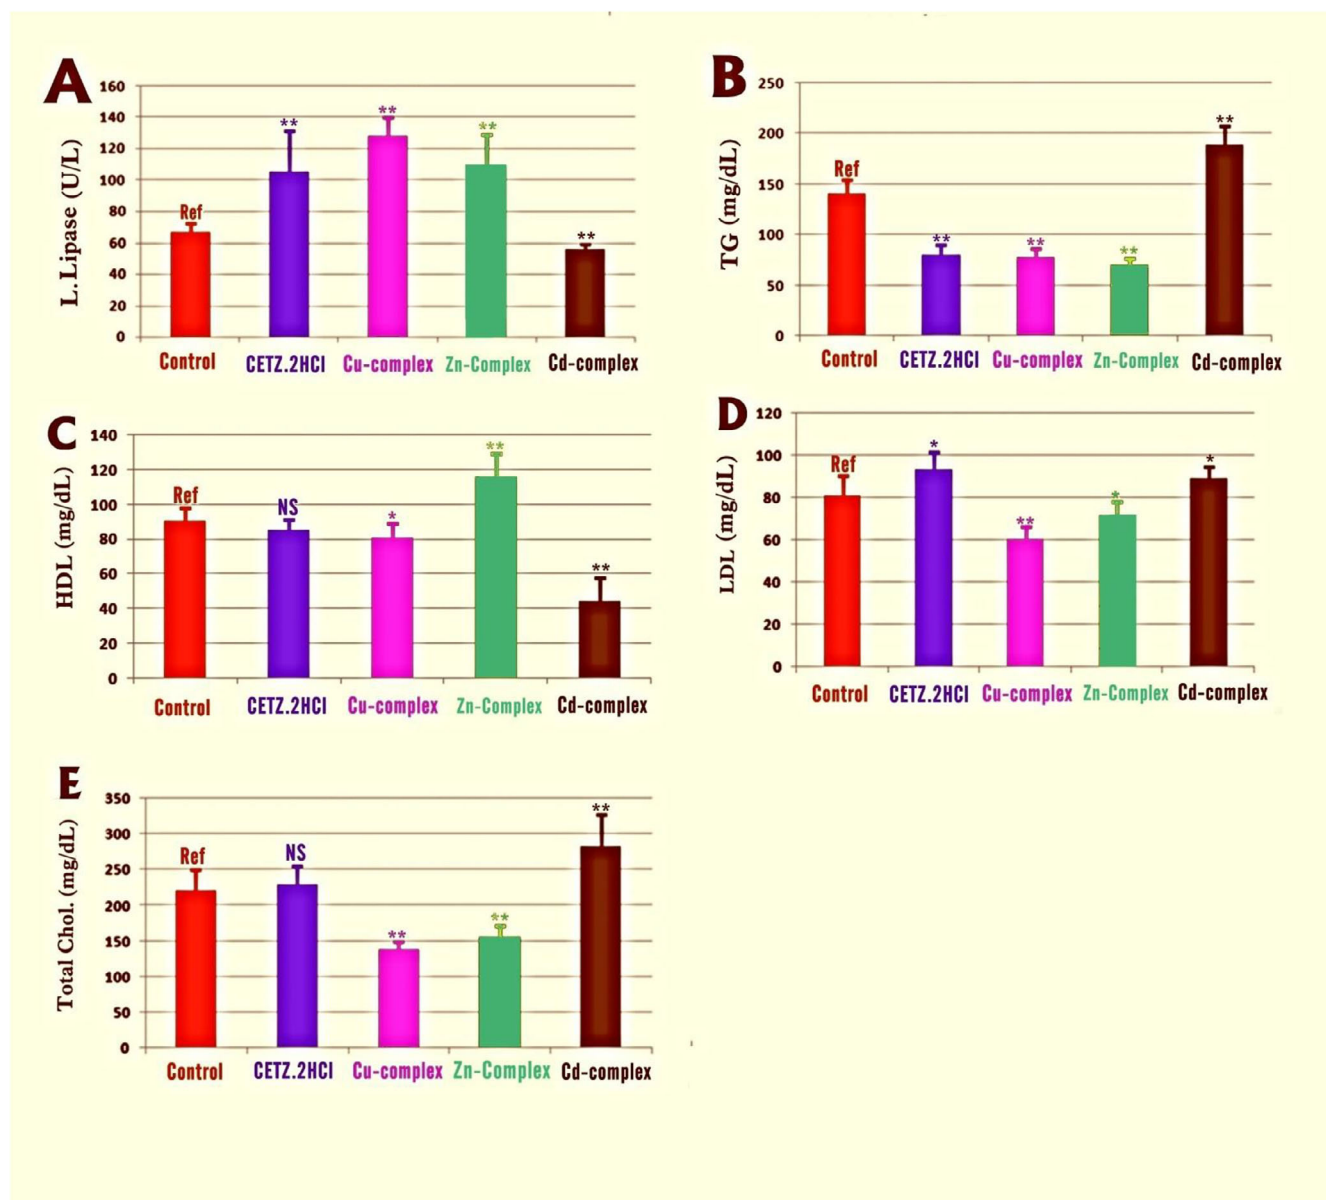 A
L.Lipase (U/L)
160
140
120
100
80
60
40
20
0
Ref
**
**
**
**
Control CETZ.2HCl Cu-complex Zn-Complex Cd-complex
B
TG (mg/dL)
250
200
150
100
50
0
Ref
**
**
**
**
Control CETZ.2HCl Cu-complex Zn-Complex Cd-complex
C
HDL (mg/dL)
140
120
100
80
60
40
20
0
Ref
NS
*
**
**
Control CETZ.2HCl Cu-complex Zn-Complex Cd-complex
D
LDL (mg/dL)
120
100
80
60
40
20
0
Ref
*
**
*
*
Control CETZ.2HCl Cu-complex Zn-Complex Cd-complex
E
Total Chol. (mg/dL)
350
300
250
200
150
100
50
0
Ref
NS
**
**
**
Control CETZ.2HCl Cu-complex Zn-Complex Cd-complex